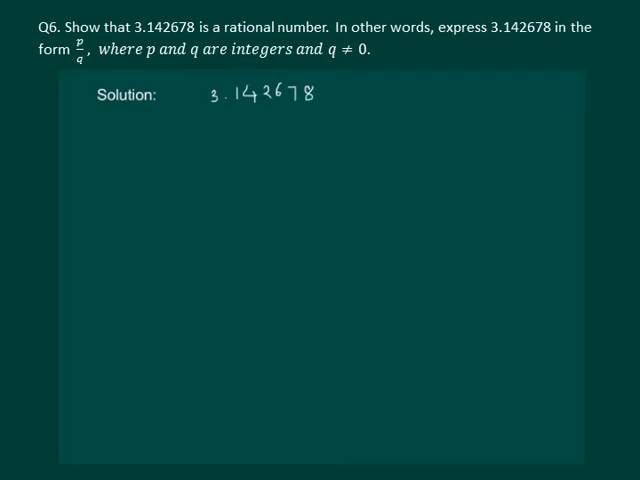 Q6. Show that 3.142678 is a rational number. In other words, express 3.142678 in the
form p/q, where p and q are integers and q ≠ 0.
Solution: 3.142678